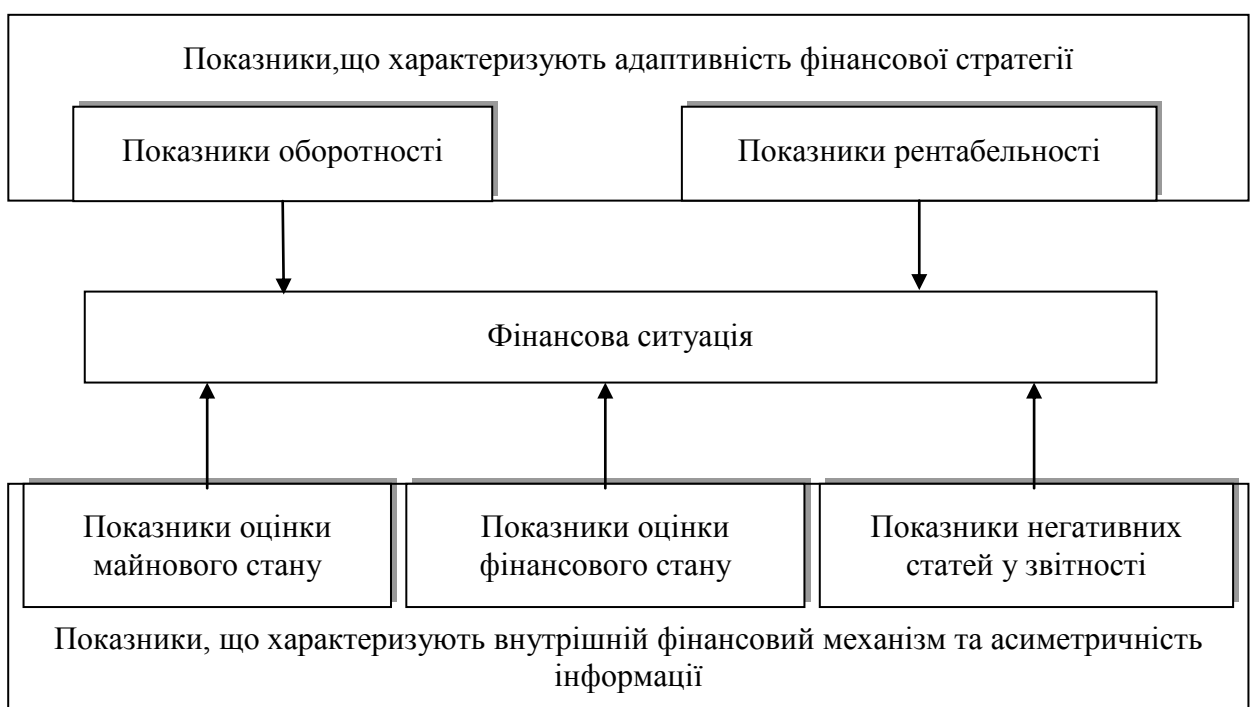 Показники,що характеризують адаптивність фінансової стратегії
Показники оборотності
Показники рентабельності
Фінансова ситуація
Показники оцінки
майнового стану
Показники оцінки
фінансового стану
Показники негативних
статей у звітності
Показники, що характеризують внутрішній фінансовий механізм та асиметричність
інформації